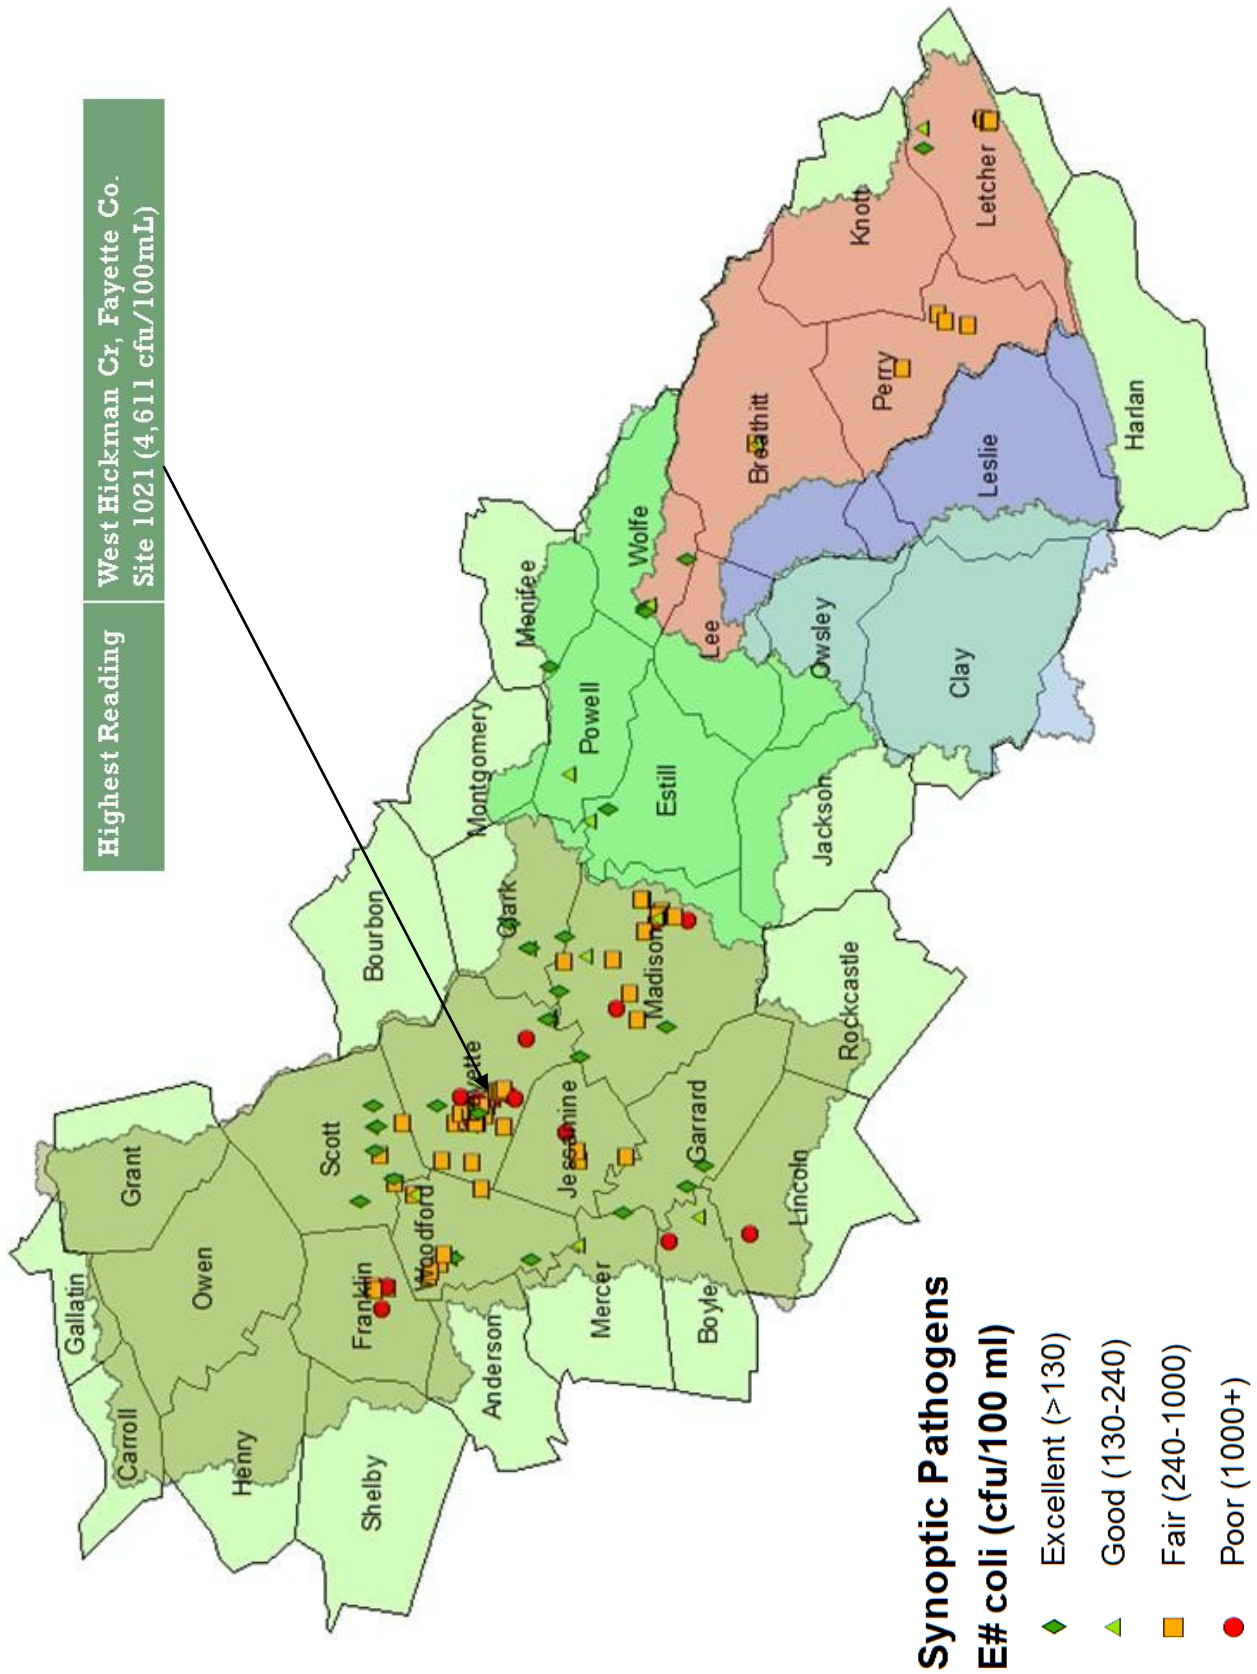 Highest Reading
West Hickman Cr, Fayette Co.
Site 1021 (4,611 cfu/100mL)
Gallatin
Grant
Carroll
Owen
Henry
Scott
Bourbon
Franklin
Shelby
Woodford
Fayette
Montgomery
Clark
Menifee
Anderson
Powell
Wolfe
Jessamine
Mercer
Madison
Estill
Lee
Breathitt
Knott
Boyle
Garrard
Lincoln
Jackson
Owsley
Perry
Rockcastle
Clay
Leslie
Letcher
Harlan
Synoptic Pathogens
E# coli (cfu/100 ml)
Excellent (>130)
Good (130-240)
Fair (240-1000)
Poor (1000+)